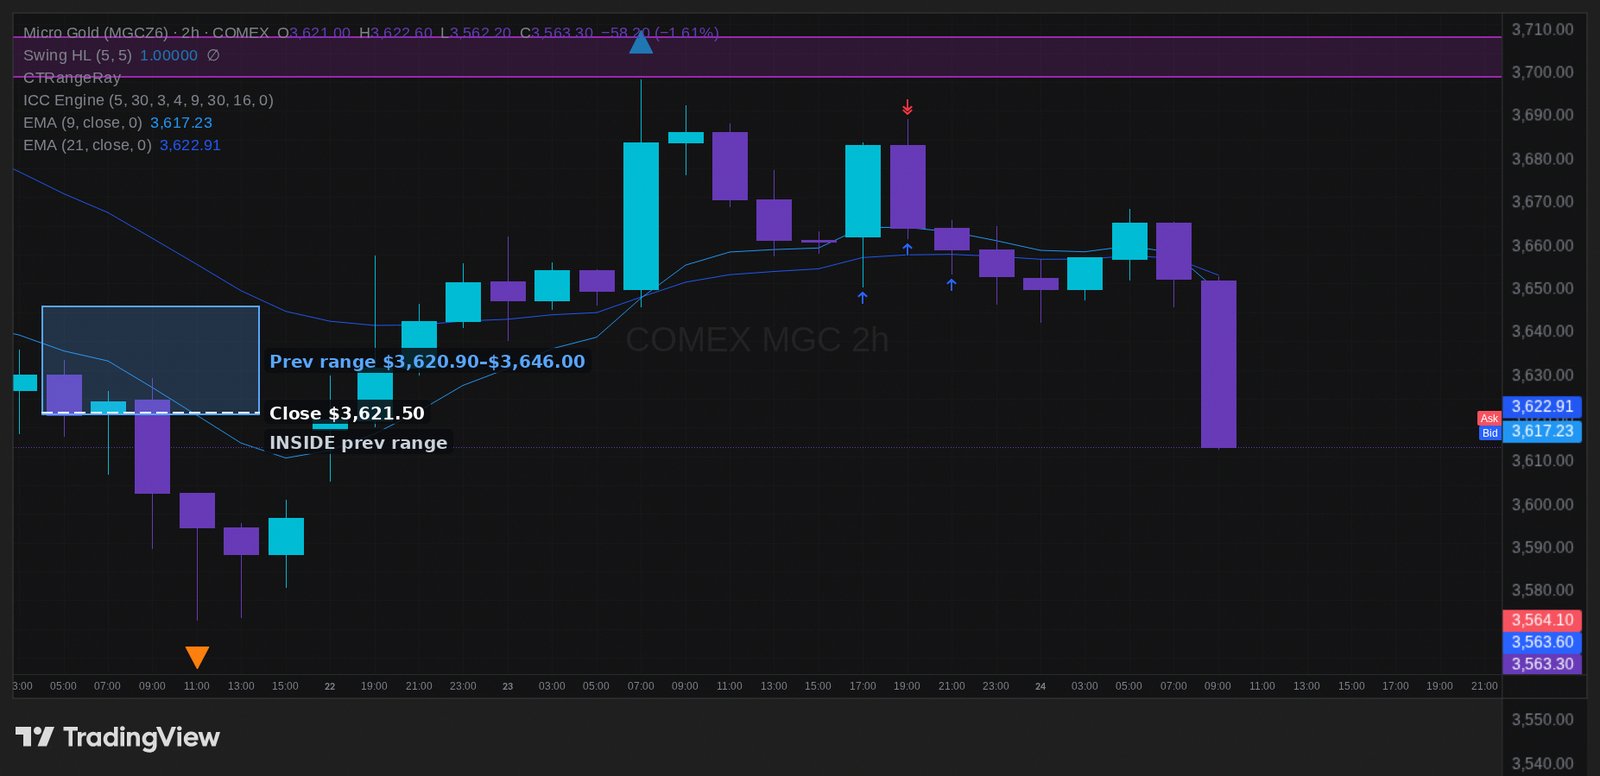 Micro Gold (MGCZ6) · 2h · COMEX O3,621.00 H3,622.60 L3,562.20 C3,563.30 −58.20 (−1.61%)
Swing HL (5, 5) 1.00000 ∅
CTRangeRay
ICC Engine (5, 30, 3, 4, 9, 30, 16, 0)
EMA (9, close, 0) 3,617.23
EMA (21, close, 0) 3,622.91
COMEX MGC 2h
Prev range $3,620.90–$3,646.00
Close $3,621.50
INSIDE prev range
3,710.00
3,700.00
3,690.00
3,680.00
3,670.00
3,660.00
3,650.00
3,640.00
3,630.00
3,622.91
Ask
Bid
3,617.23
3,610.00
3,600.00
3,590.00
3,580.00
3,564.10
3,563.60
3,563.30
3,550.00
3,540.00
3:00 05:00 07:00 09:00 11:00 13:00 15:00 22 19:00 21:00 23:00 23 03:00 05:00 07:00 09:00 11:00 13:00 15:00 17:00 19:00 21:00 23:00 24 03:00 05:00 07:00 09:00 11:00 13:00 15:00 17:00 19:00 21:00
TradingView